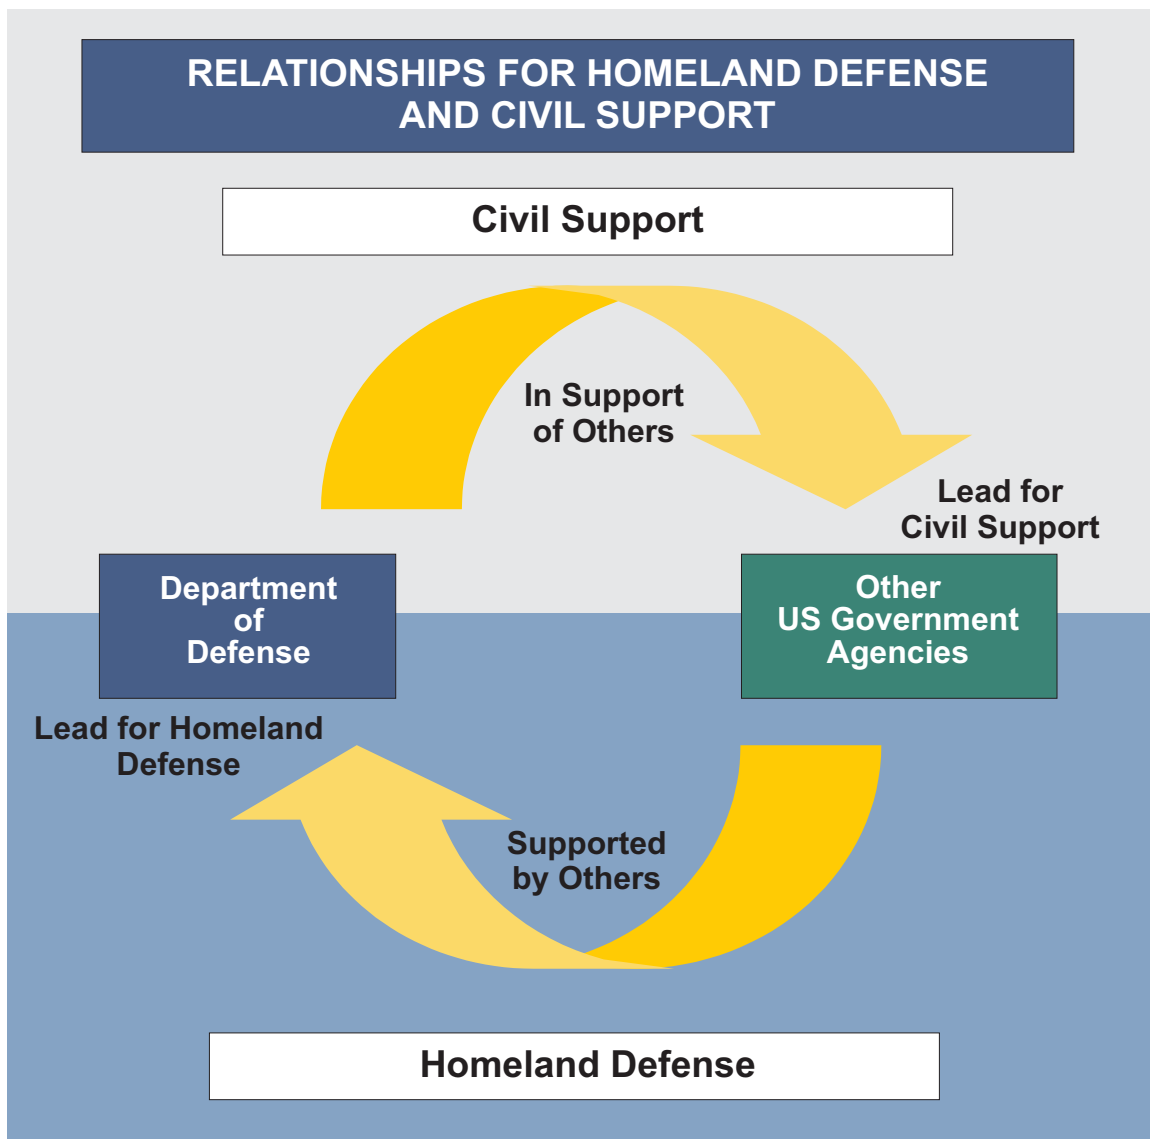 RELATIONSHIPS FOR HOMELAND DEFENSE
AND CIVIL SUPPORT
Civil Support
In Support
of Others
Lead for
Civil Support
Department
of
Defense
Other
US Government
Agencies
Lead for Homeland
Defense
Supported
by Others
Homeland Defense